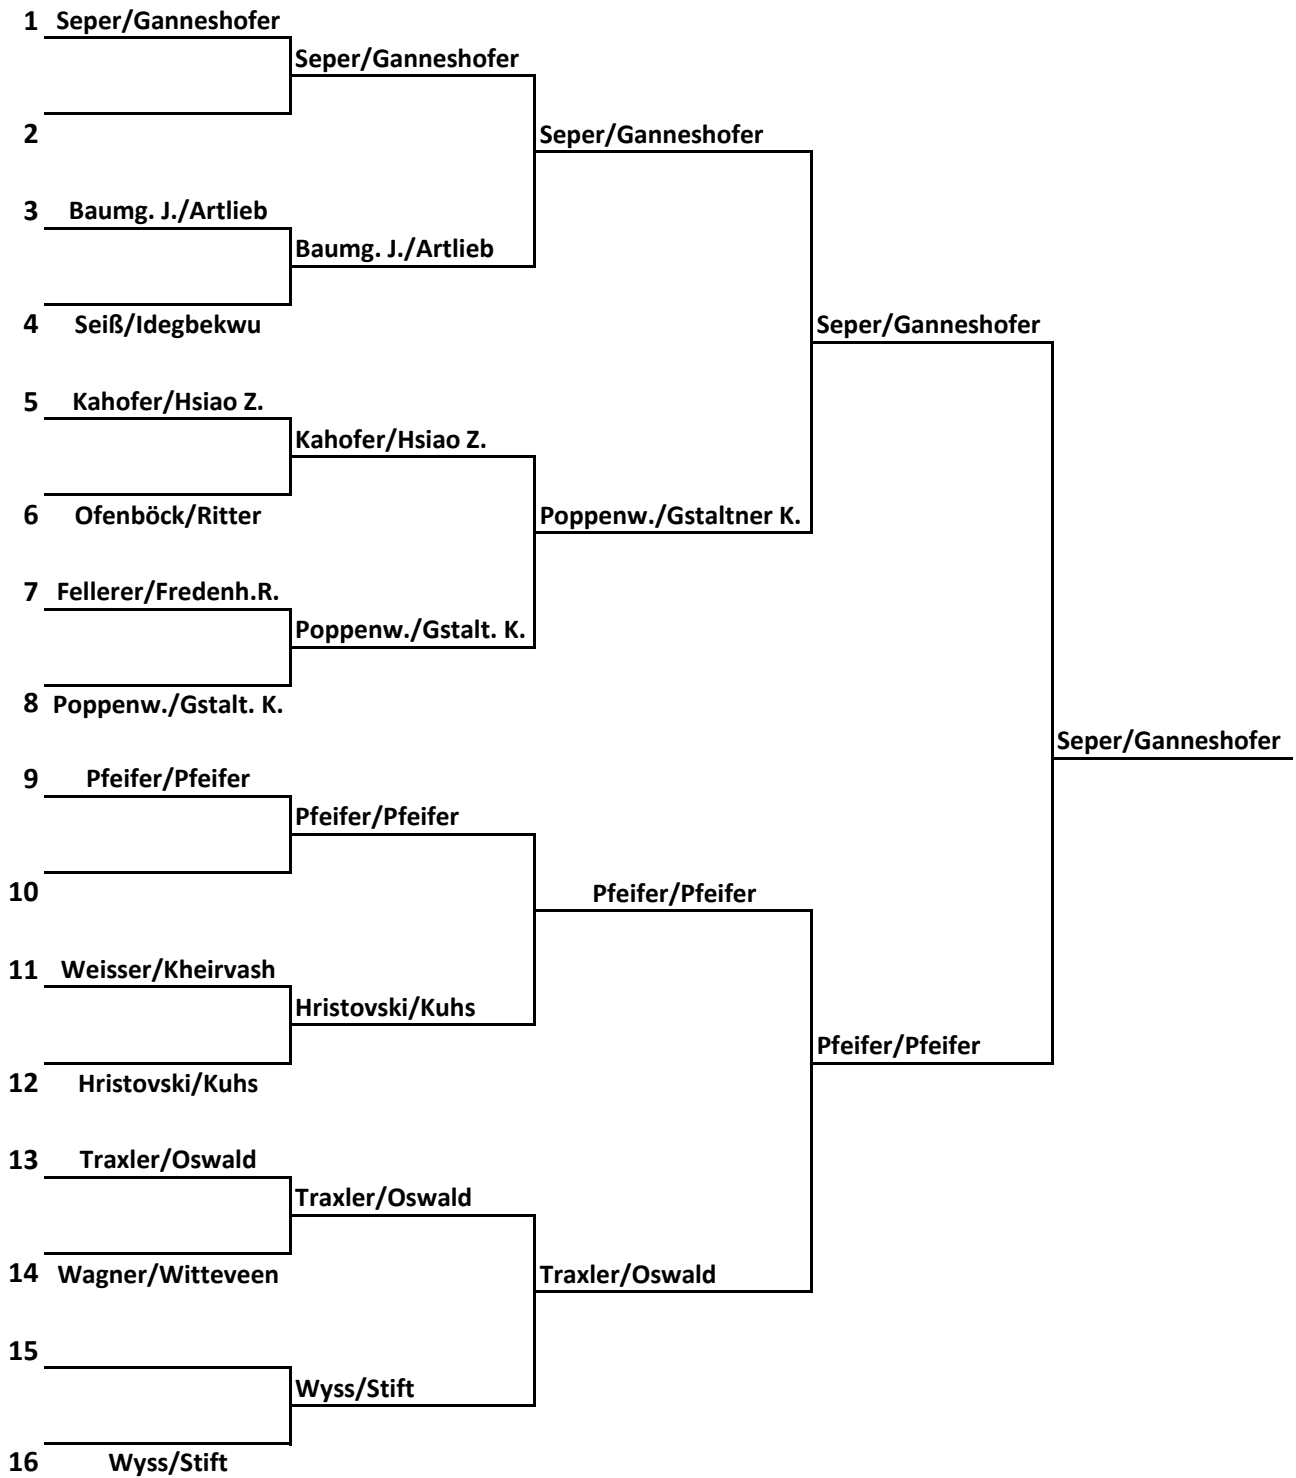 1 Seper/Ganneshofer
Seper/Ganneshofer
2
Seper/Ganneshofer
3 Baumg. J./Artlieb
Baumg. J./Artlieb
4 Seiß/Idegbekwu
Seper/Ganneshofer
5 Kahofer/Hsiao Z.
Kahofer/Hsiao Z.
6 Ofenböck/Ritter
Poppenw./Gstaltner K.
7 Fellerer/Fredenh.R.
Poppenw./Gstalt. K.
8 Poppenw./Gstalt. K.
Seper/Ganneshofer
9 Pfeifer/Pfeifer
Pfeifer/Pfeifer
10
Pfeifer/Pfeifer
11 Weisser/Kheirvash
Hristovski/Kuhs
Pfeifer/Pfeifer
12 Hristovski/Kuhs
13 Traxler/Oswald
Traxler/Oswald
14 Wagner/Witteveen
Traxler/Oswald
15
Wyss/Stift
16 Wyss/Stift